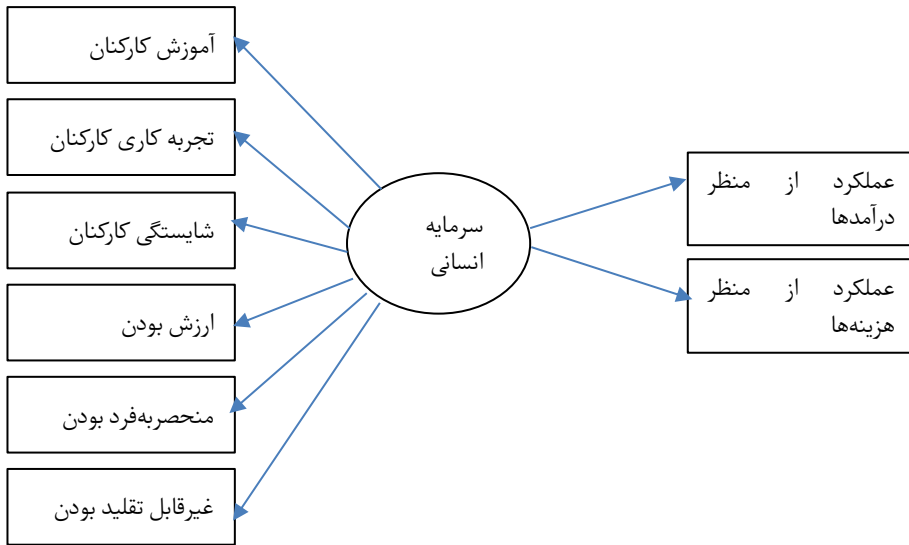 آموزش کارکنان
تجربه کاری کارکنان
شایستگی کارکنان
ارزش بودن
منحصربه‌فرد بودن
غیرقابل تقلید بودن
سرمایه
انسانی
عملکرد از منظر
درآمدها
عملکرد از منظر
هزینه‌ها